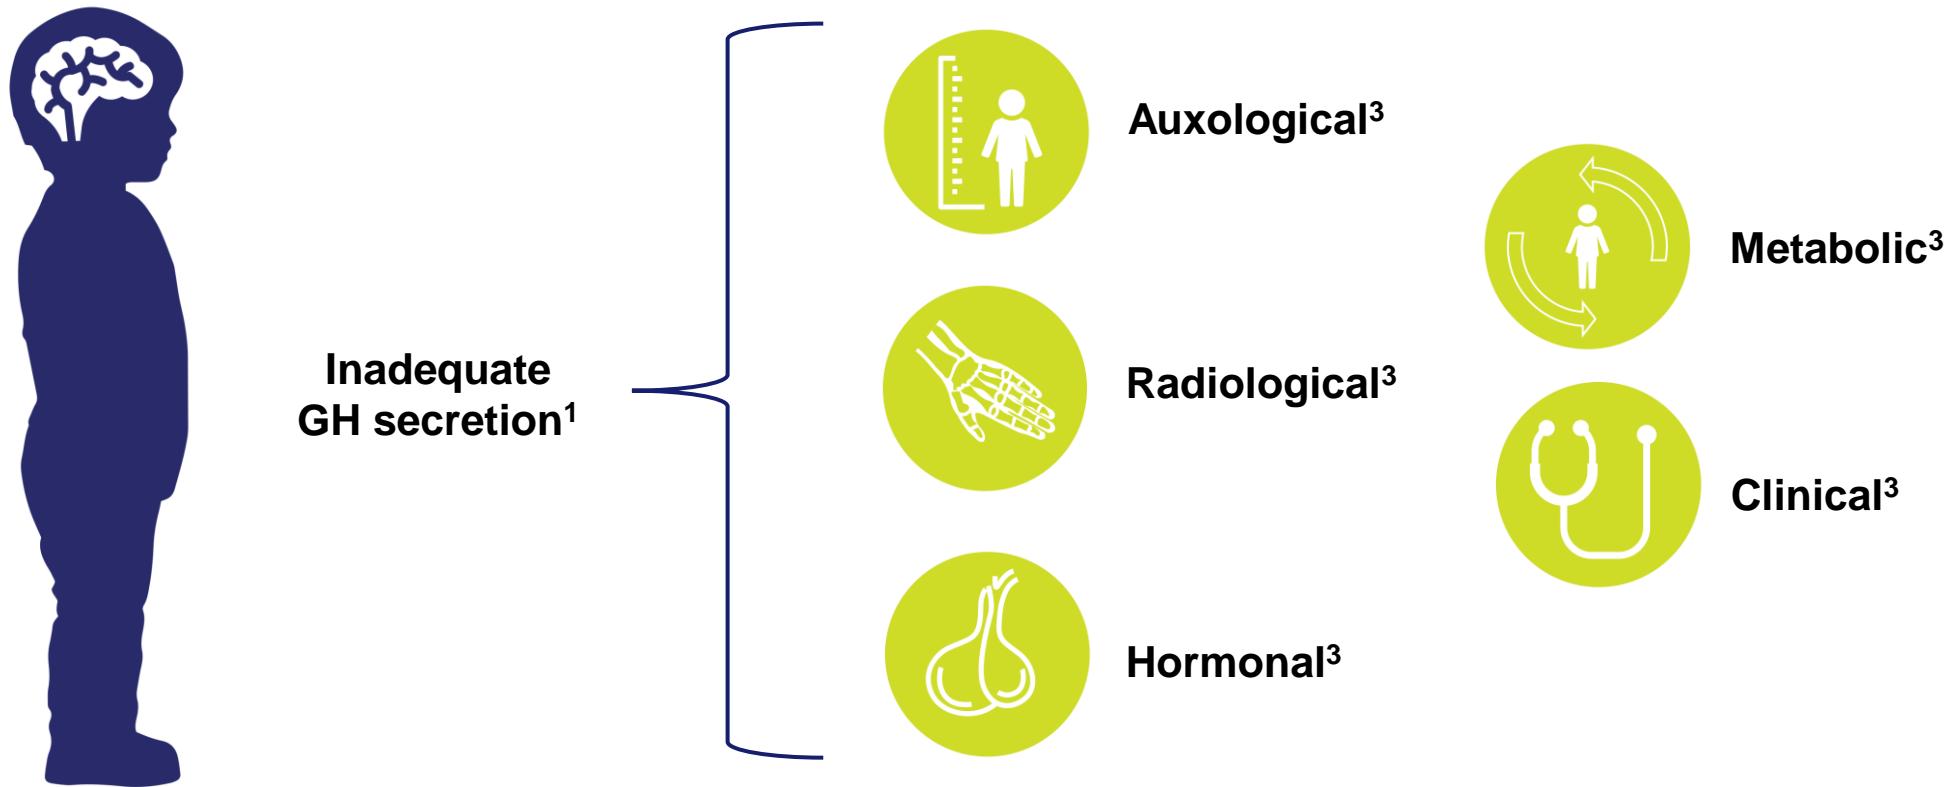 Inadequate
GH secretion¹
Auxological³
Radiological³
Hormonal³
Metabolic³
Clinical³